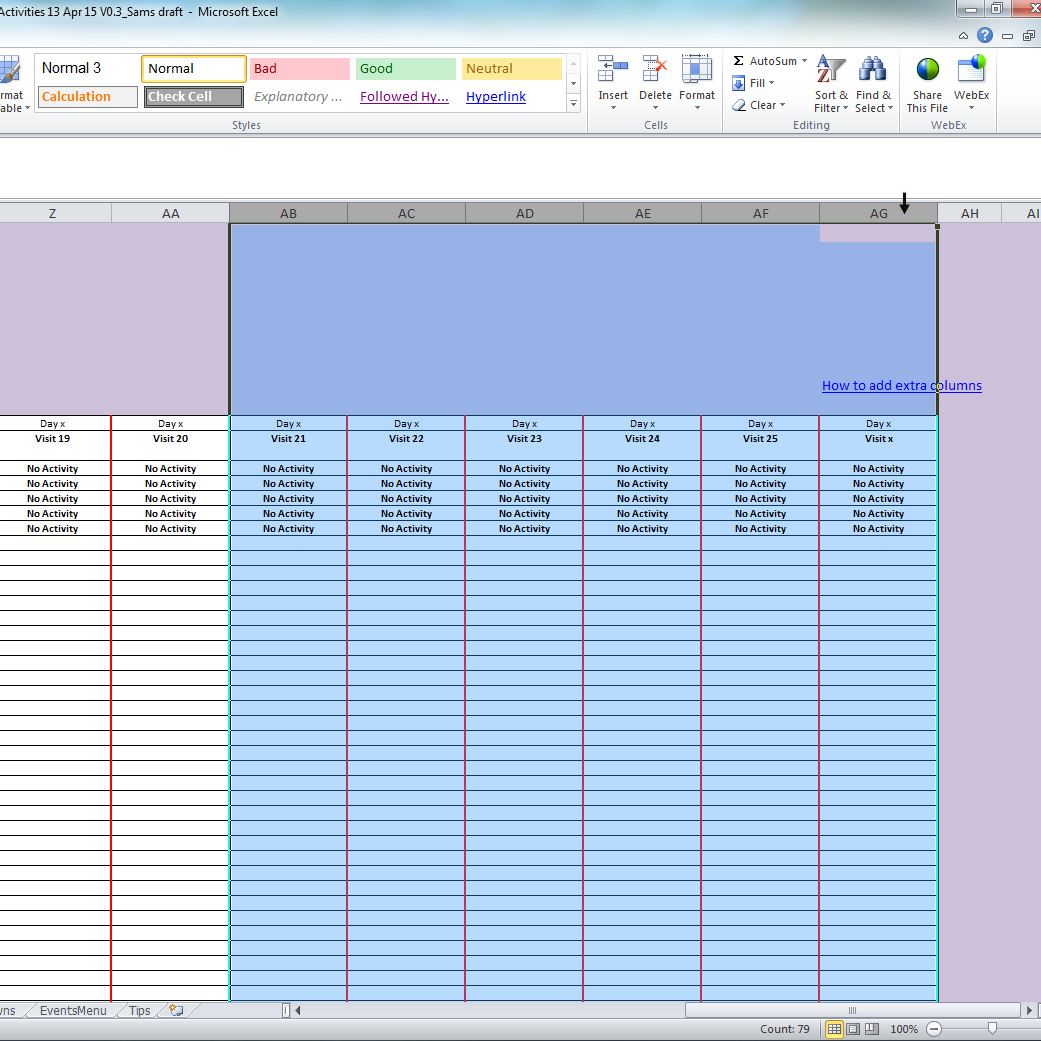 Activities 13 Apr 15 V0.3_Sams draft - Microsoft Excel
Normal 3 Normal Bad Good Neutral
Calculation Check Cell Explanatory ... Followed Hy... Hyperlink
Styles
Insert Delete Format
Cells
Σ AutoSum
Fill
Clear
Sort & Filter
Find & Select
Editing
Share This File
WebEx
WebEx
Z AA AB AC AD AE AF AG AH AI
How to add extra columns
Day x Day x Day x Day x Day x Day x Day x Day x
Visit 19 Visit 20 Visit 21 Visit 22 Visit 23 Visit 24 Visit 25 Visit x
No Activity No Activity No Activity No Activity No Activity No Activity No Activity No Activity
No Activity No Activity No Activity No Activity No Activity No Activity No Activity No Activity
No Activity No Activity No Activity No Activity No Activity No Activity No Activity No Activity
No Activity No Activity No Activity No Activity No Activity No Activity No Activity No Activity
No Activity No Activity No Activity No Activity No Activity No Activity No Activity No Activity
EventsMenu Tips
Count: 79 100%